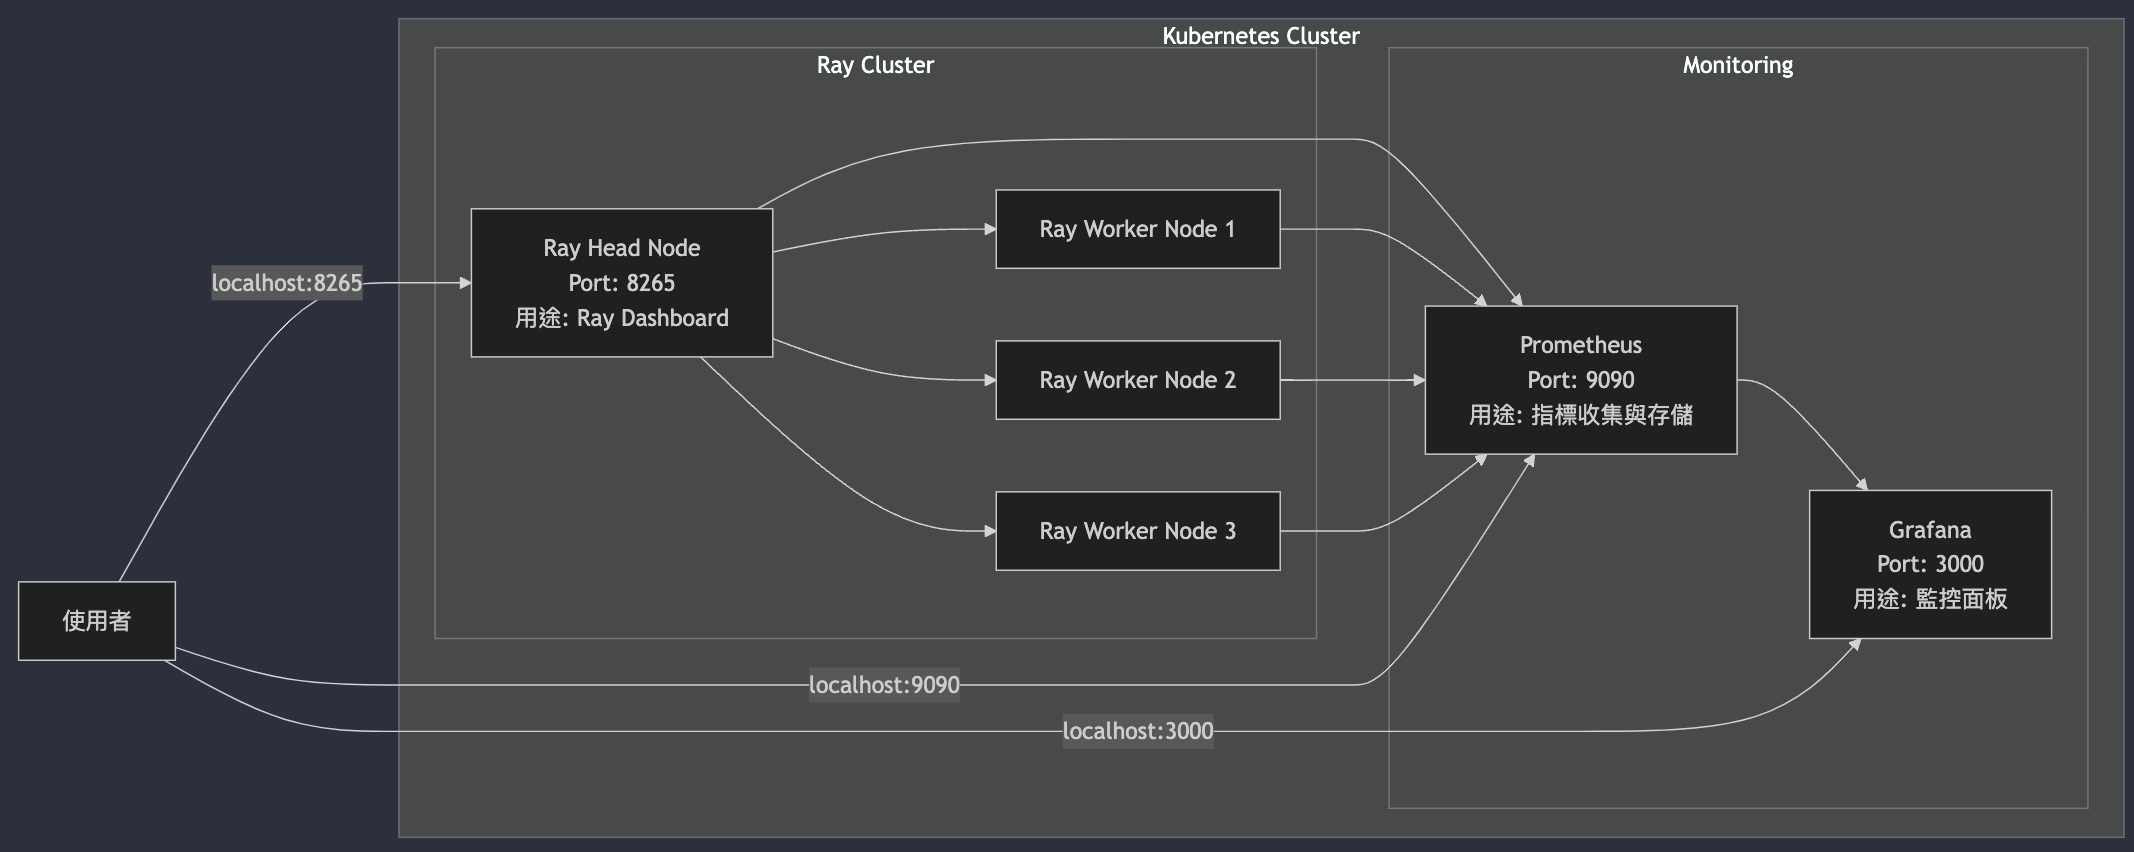 Kubernetes Cluster
Ray Cluster
Monitoring
Ray Head Node
Port: 8265
用途: Ray Dashboard
Ray Worker Node 1
Ray Worker Node 2
Ray Worker Node 3
Prometheus
Port: 9090
用途: 指標收集與存儲
Grafana
Port: 3000
用途: 監控面板
使用者
localhost:8265
localhost:9090
localhost:3000